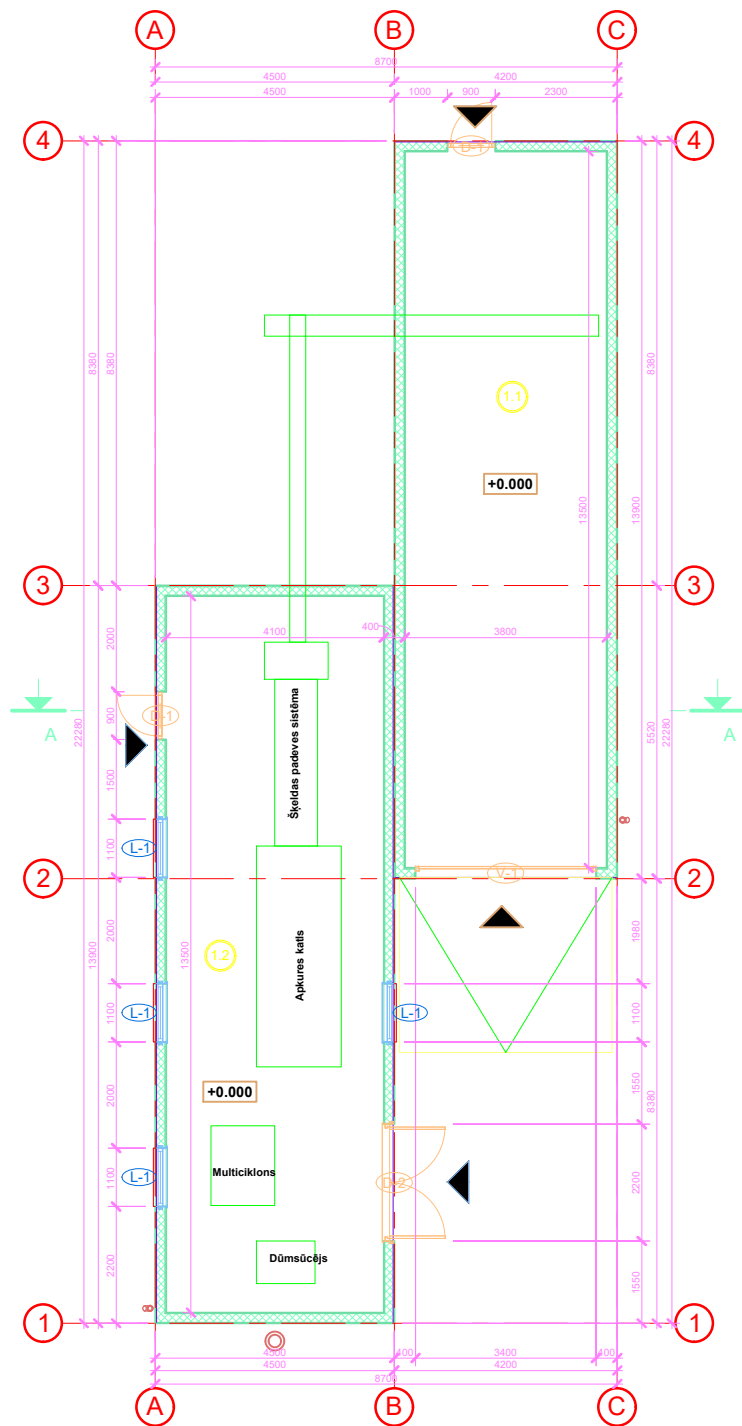 A
B
C
8700
4500
4200
4500
1000
900
2300
4
4
D-1
8380
8380
8380
1.1
+0.000
13500
13900
3
3
4100
400
3800
2000
D-1
900
A
A
22280
5520
22280
Šķeldas padeves sistēma
1500
L-1
1100
V-1
2
2
2000
13900
13500
1.2
Apkures katls
1980
L-1
L-1
1100
1100
+0.000
2000
1550
8380
Multiciklons
L-1
1100
D-2
2200
2200
Dūmsūcējs
1550
1
1
4500
400
3400
400
4500
4200
8700
A
B
C